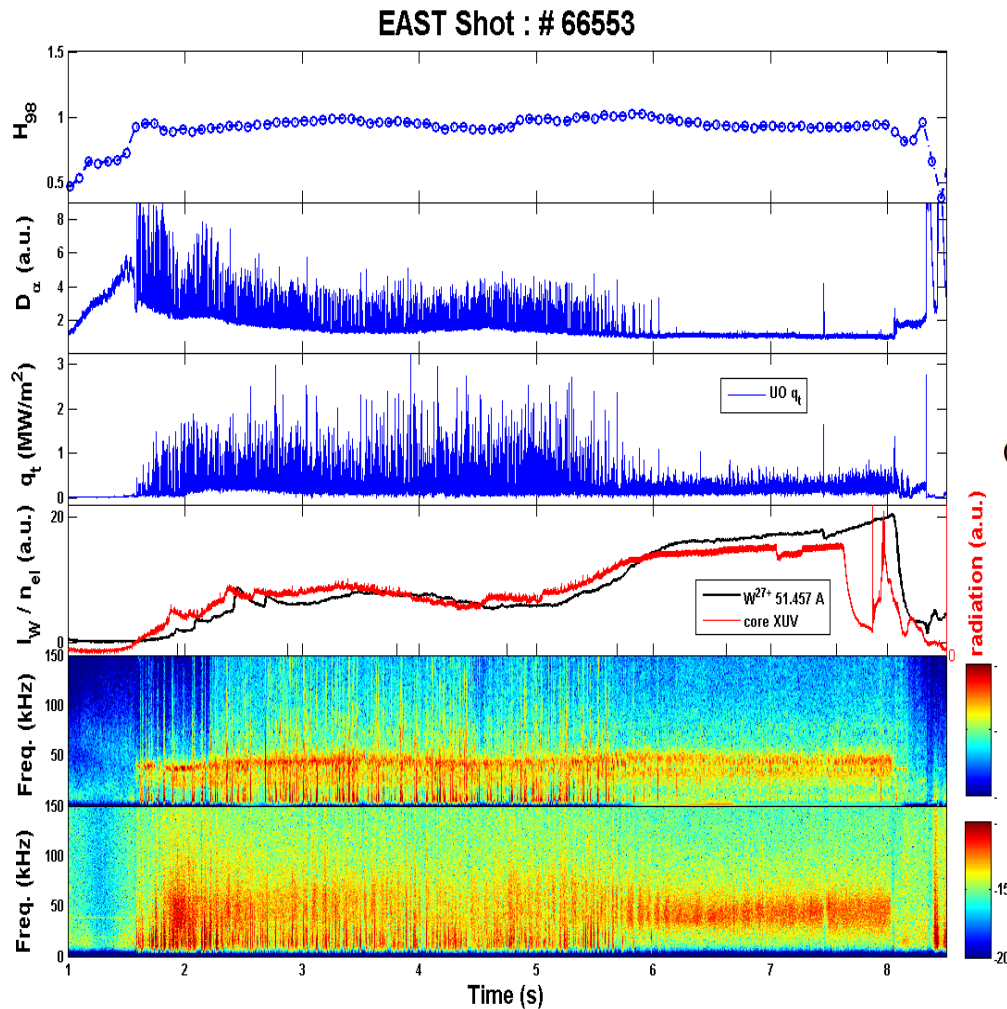 EAST Shot : # 66553
H98
1.5
1
0.5
Dα (a.u.)
8
6
4
2
qt (MW/m²)
3
2
1
0
UO qt
IW / nel (a.u.)
20
0
W27+ 51.457 A
core XUV
radiation (a.u.)
0
Freq. (kHz)
150
100
50
0
Freq. (kHz)
150
100
50
0
-15
-20
1 2 3 4 5 6 7 8
Time (s)